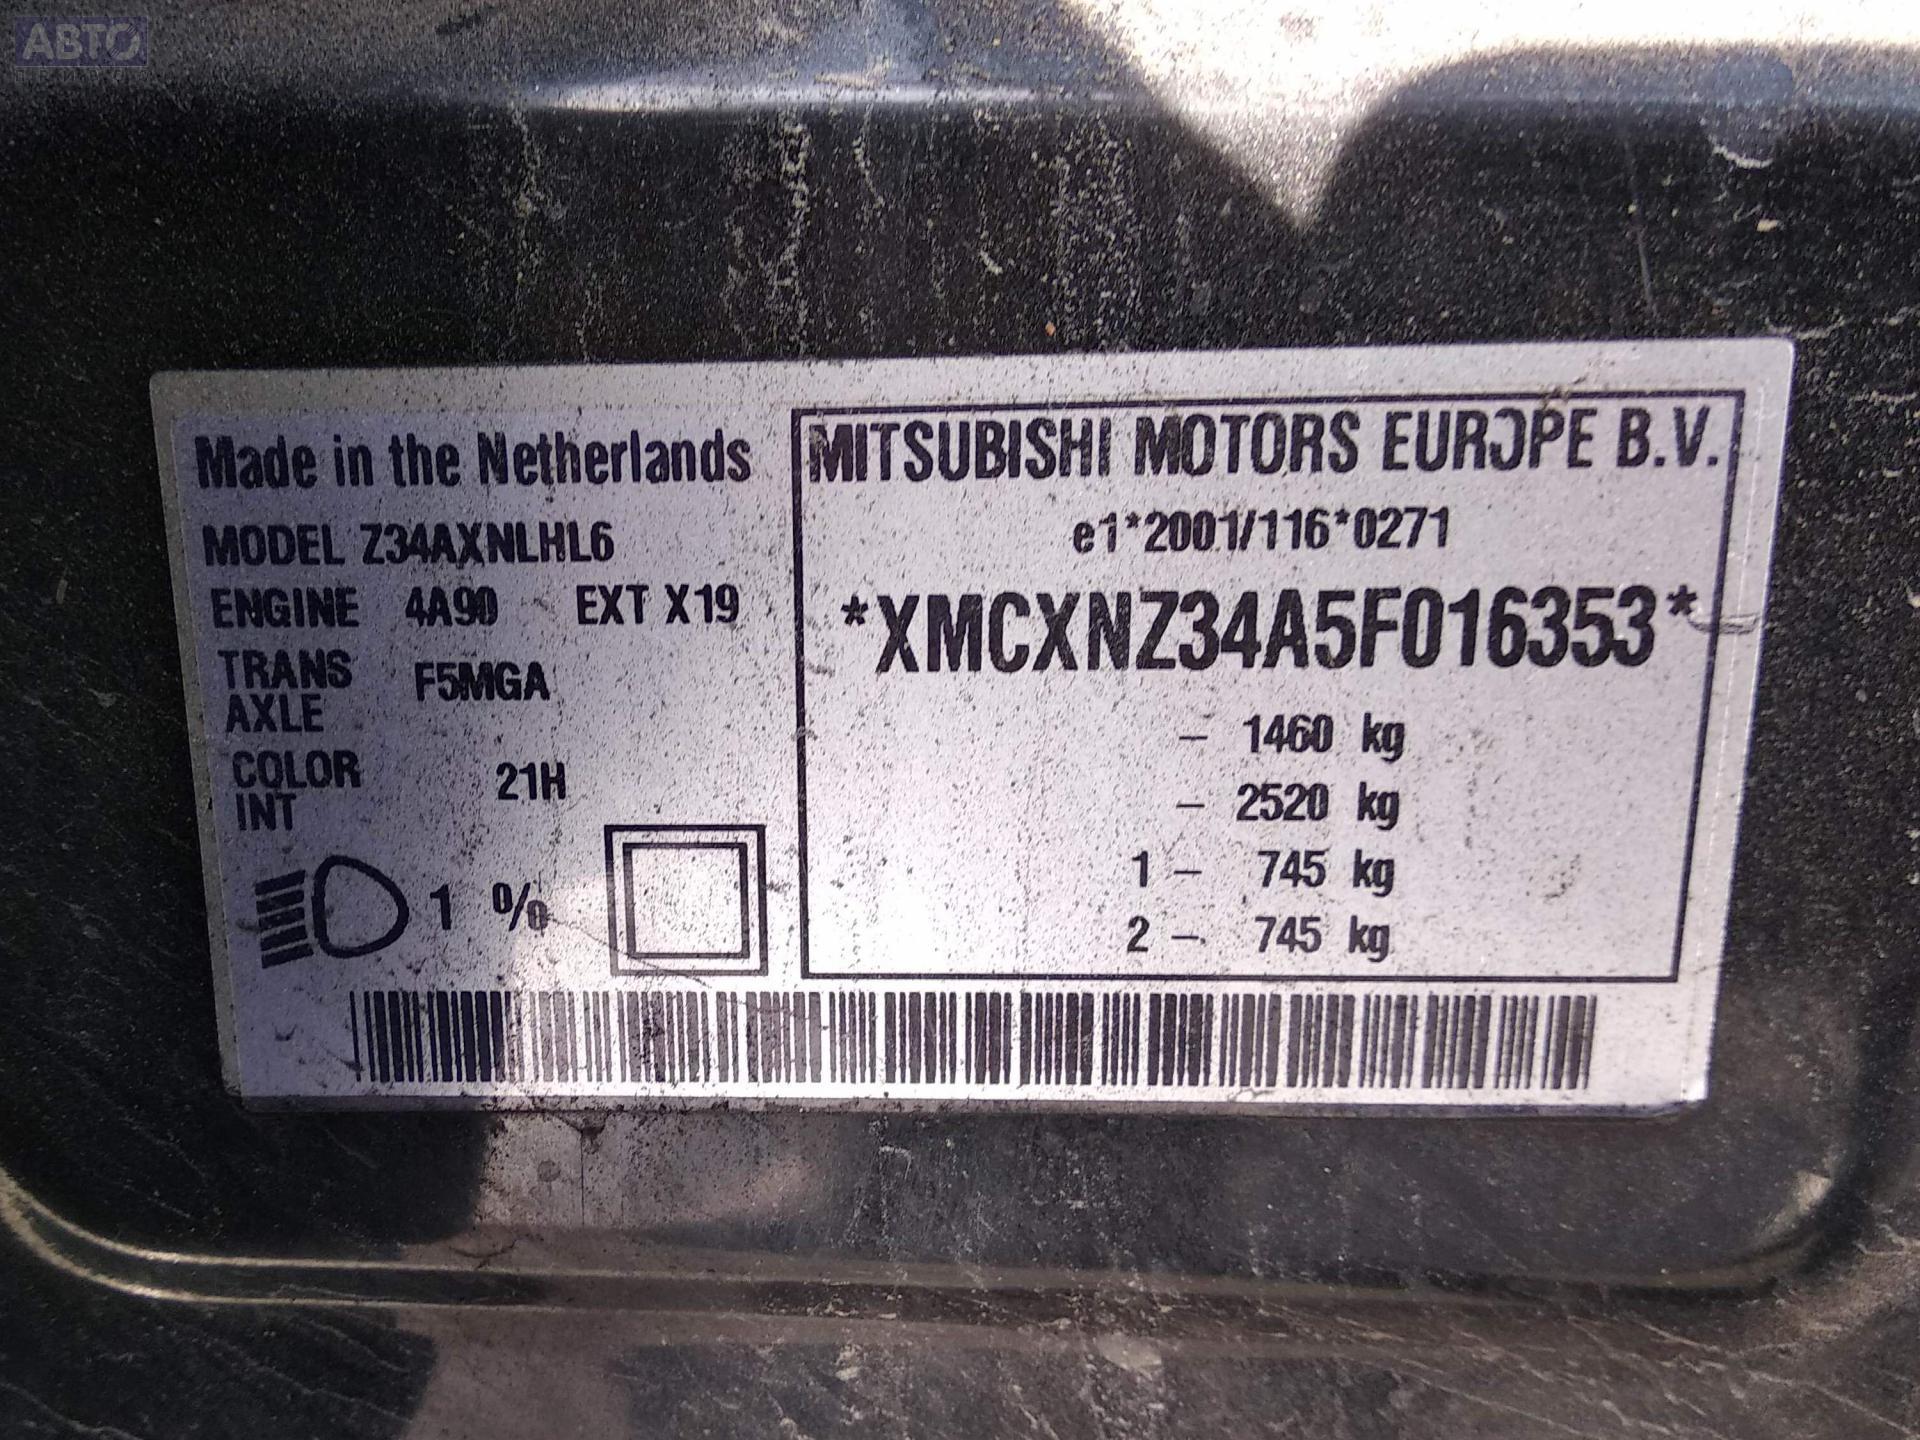 АВТО
ПРИВОЗ
Made in the Netherlands
MODEL Z34AXNLHL6
ENGINE 4A90 EXT X19
TRANS AXLE F5MGA
COLOR INT 21H
1 %
MITSUBISHI MOTORS EUROPE B.V.
e1*2001/116*0271
*XMCXNZ34A5F016353*
– 1460 kg
– 2520 kg
1 – 745 kg
2 – 745 kg